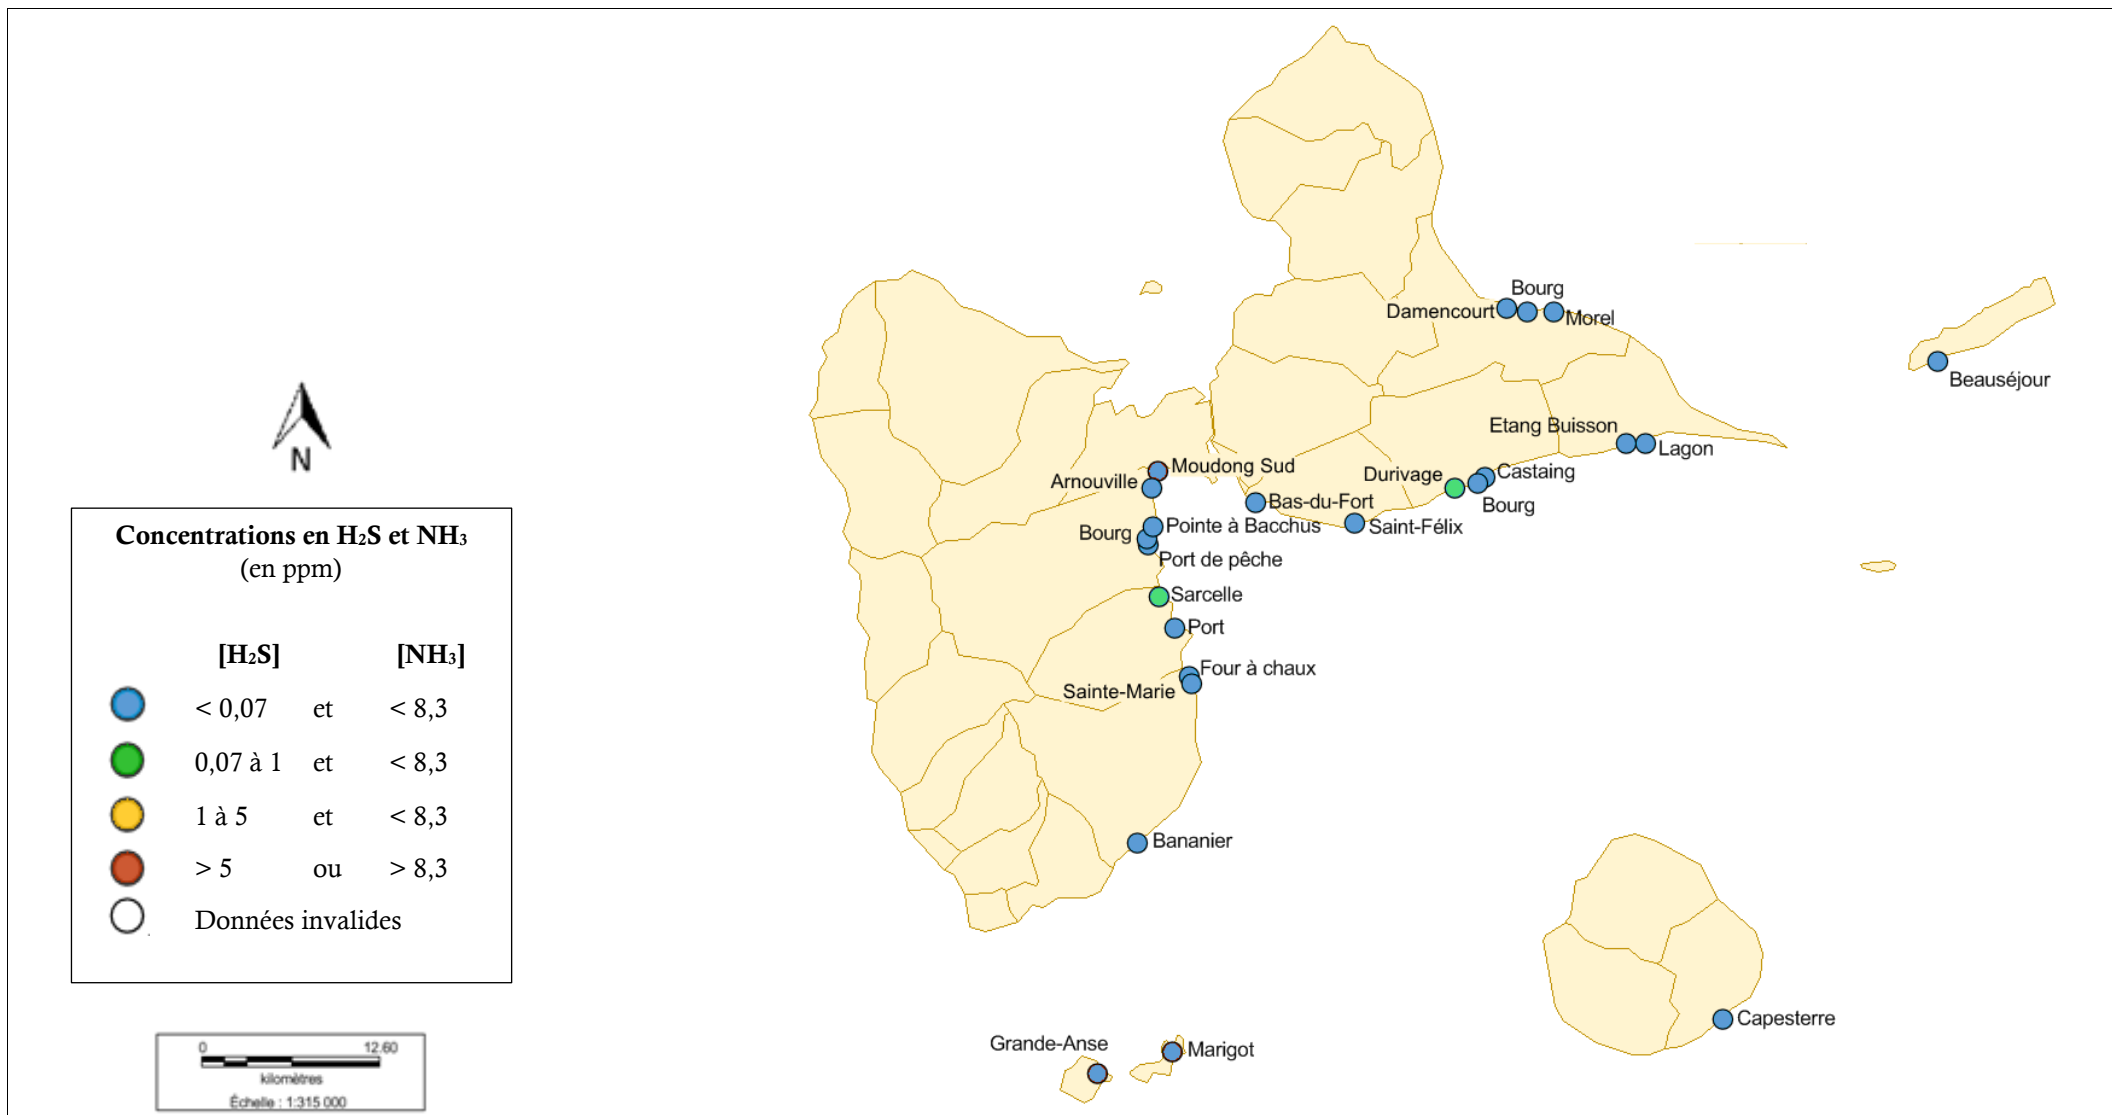 Bourg
Damencourt
Morel
Beauséjour
Etang Buisson
Lagon
Moudong Sud
Durivage
Castaing
Arnouville
Bas-du-Fort
Bourg
Pointe à Bacchus
Saint-Félix
Bourg
Port de pêche
Sarcelle
Port
Four à chaux
Sainte-Marie
Bananier
Capesterre
Grande-Anse
Marigot
N
Concentrations en H₂S et NH₃
(en ppm)
[H₂S] [NH₃]
< 0,07 et < 8,3
0,07 à 1 et < 8,3
1 à 5 et < 8,3
> 5 ou > 8,3
Données invalides
0 12.60
kilomètres
Échelle : 1:315 000